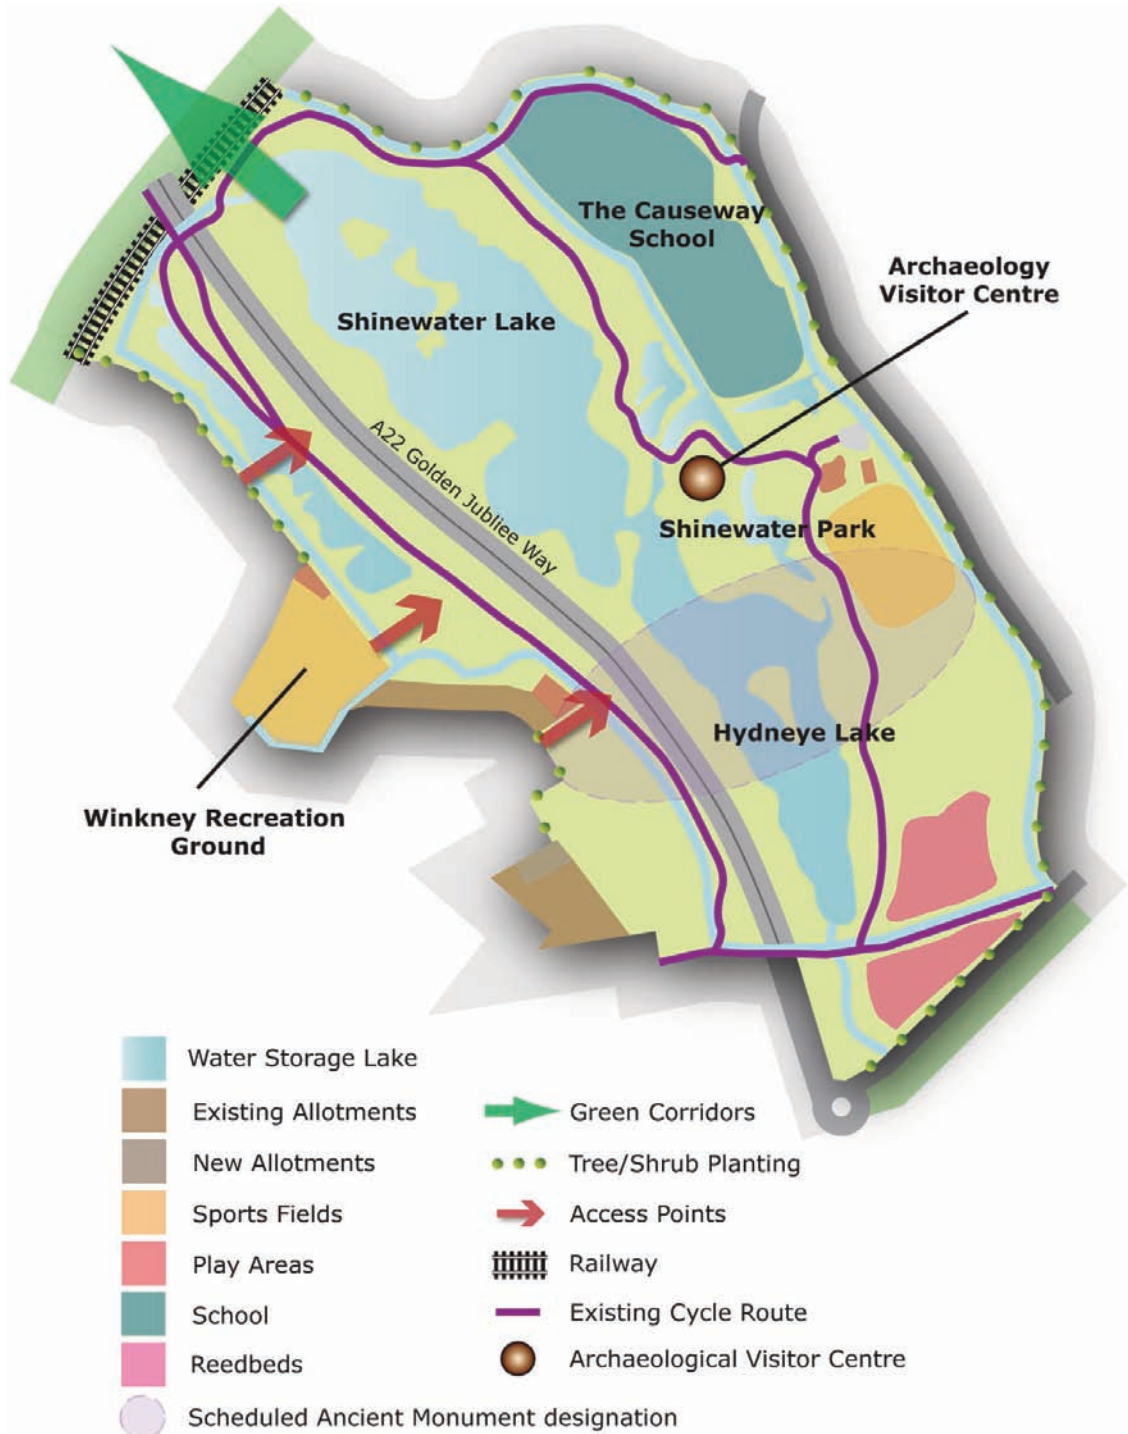 The Causeway
School
Archaeology
Visitor Centre
Shinewater Lake
A22 Golden Jubliee Way
Shinewater Park
Hydneye Lake
Winkney Recreation
Ground
Water Storage Lake
Existing Allotments
New Allotments
Sports Fields
Play Areas
School
Reedbeds
Scheduled Ancient Monument designation
Green Corridors
Tree/Shrub Planting
Access Points
Railway
Existing Cycle Route
Archaeological Visitor Centre